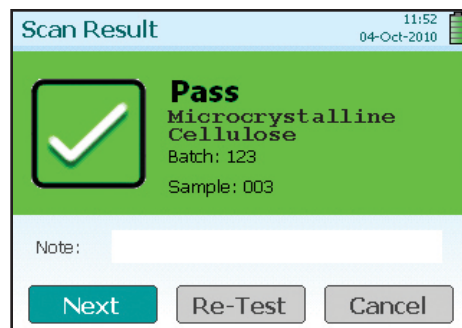 Scan Result
11:52
04-Oct-2010
Pass
Microcrystalline
Cellulose
Batch: 123
Sample: 003
Note:
Next Re-Test Cancel